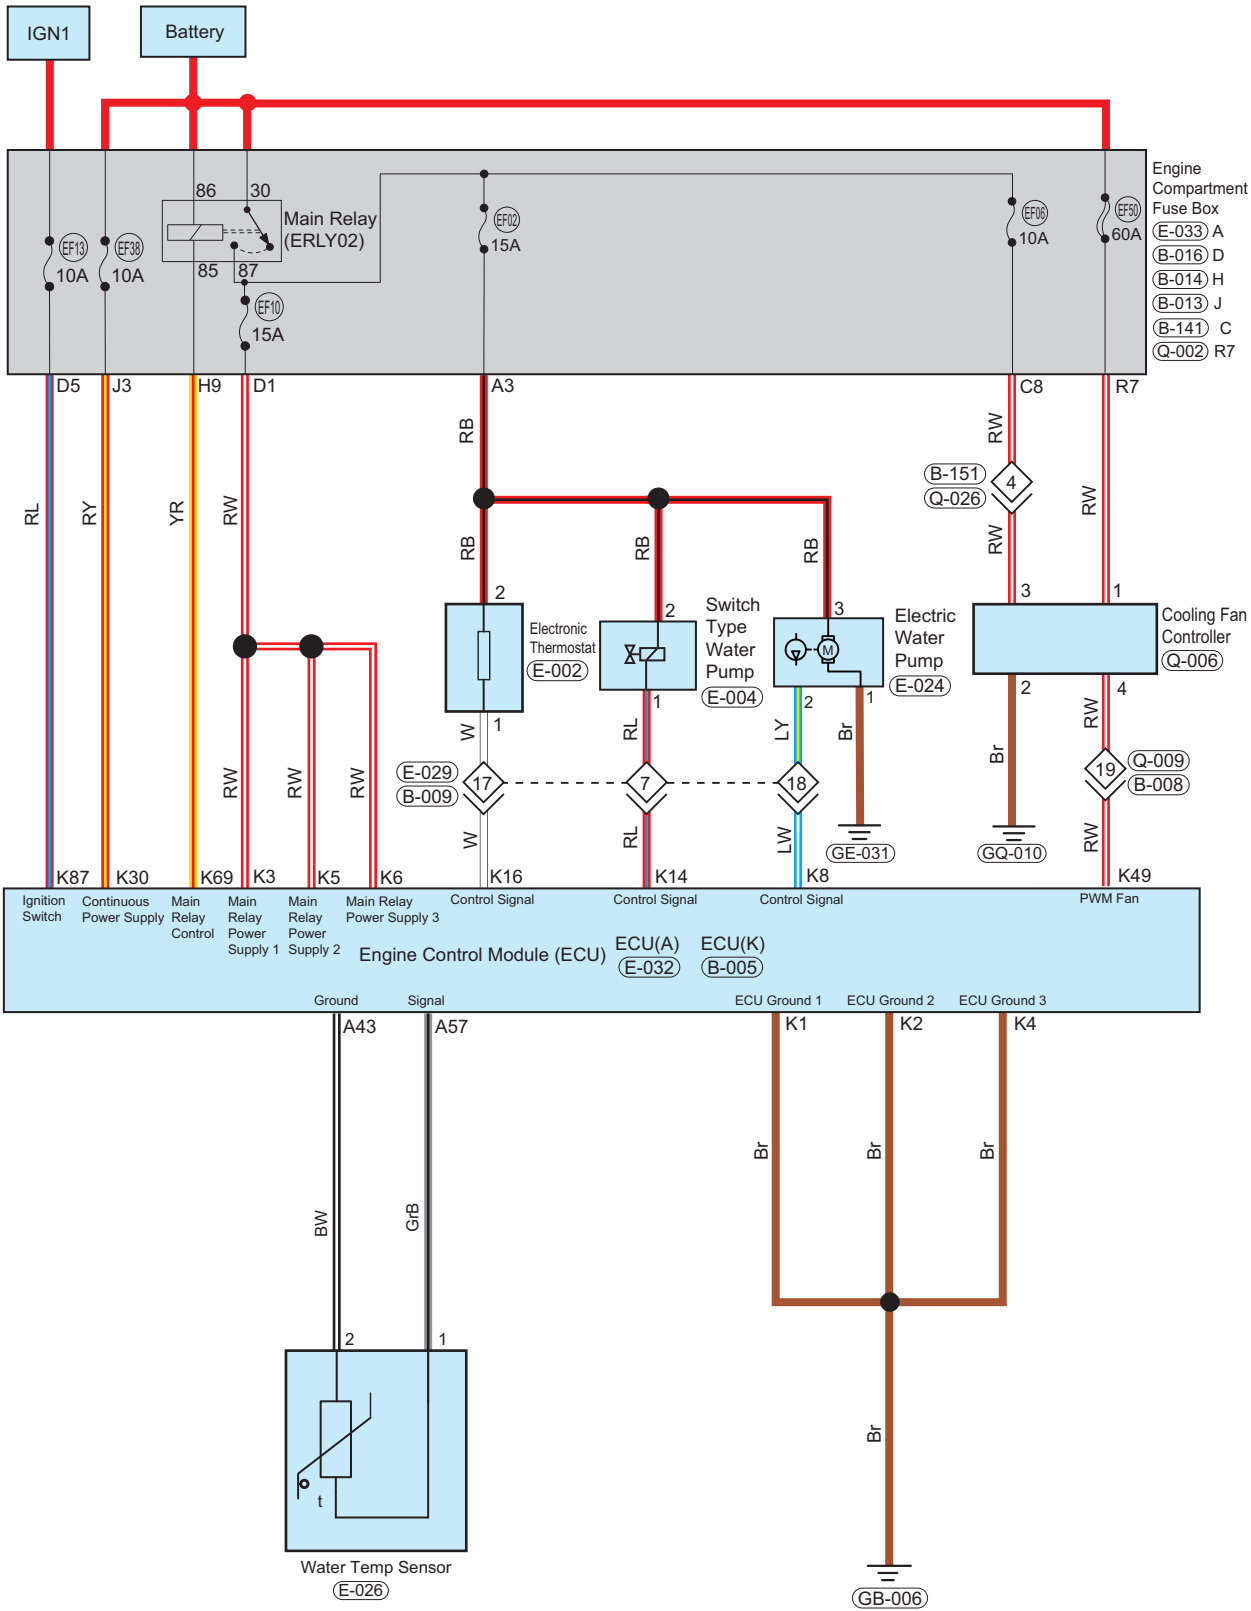 IGN1
Battery
86
30
Main Relay
(ERLY02)
85
87
EF13
10A
EF38
10A
EF10
15A
EF02
15A
EF06
10A
EF50
60A
Engine
Compartment
Fuse Box
E-033 A
B-016 D
B-014 H
B-013 J
B-141 C
Q-002 R7
D5
J3
H9
D1
A3
C8
R7
RL
RY
YR
RW
RB
RW
RW
B-151
Q-026
4
RW
RB
RB
RB
2
Electronic
Thermostat
E-002
1
2
Switch
Type
Water
Pump
E-004
1
3
M
Electric
Water
Pump
E-024
2
1
3
1
Cooling Fan
Controller
Q-006
2
4
W
RL
LY
Br
Br
RW
RW
RW
RW
E-029
B-009
17
7
18
19
Q-009
B-008
W
RL
LW
GE-031
GQ-010
RW
K87
K30
K69
K3
K5
K6
K16
K14
K8
K49
Ignition
Switch
Continuous
Power Supply
Main
Relay
Control
Main
Relay
Power
Supply 1
Main
Relay
Power
Supply 2
Main Relay
Power Supply 3
Control Signal
Control Signal
Control Signal
PWM Fan
Engine Control Module (ECU)
ECU(A)
E-032
ECU(K)
B-005
Ground
Signal
ECU Ground 1
ECU Ground 2
ECU Ground 3
A43
A57
K1
K2
K4
BW
GrB
Br
Br
Br
2
1
t
Br
Water Temp Sensor
E-026
GB-006